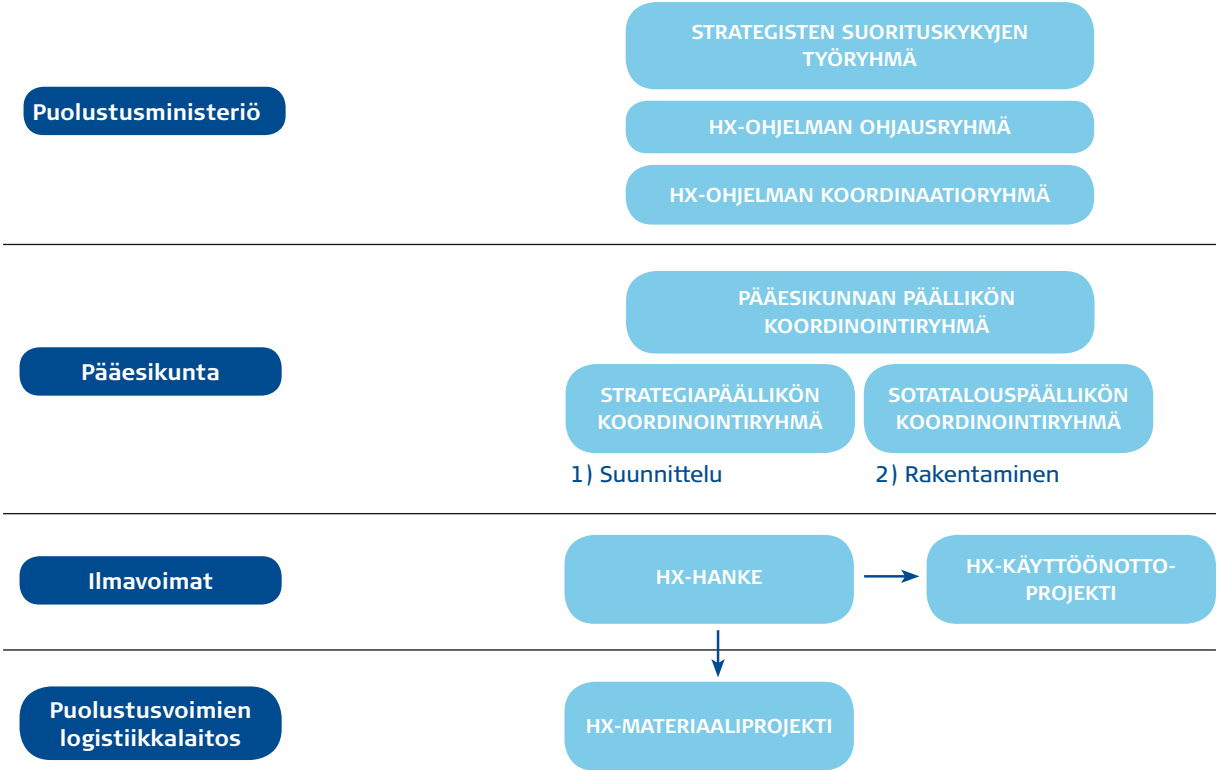 STRATEGISTEN SUORITUSKYKYJEN
TYÖRYHMÄ
Puolustusministeriö
HX-OHJELMAN OHJAUSRYHMÄ
HX-OHJELMAN KOORDINAATIORYHMÄ
PÄÄESIKUNNAN PÄÄLLIKÖN
KOORDINOINTIRYHMÄ
Pääesikunta
STRATEGIAPÄÄLLIKÖN
KOORDINOINTIRYHMÄ
SOTATALOUSPÄÄLLIKÖN
KOORDINOINTIRYHMÄ
1) Suunnittelu
2) Rakentaminen
Ilmavoimat
HX-HANKE
HX-KÄYTTÖÖNOTTO-
PROJEKTI
Puolustusvoimien
logistiikkalaitos
HX-MATERIAALIPROJEKTI